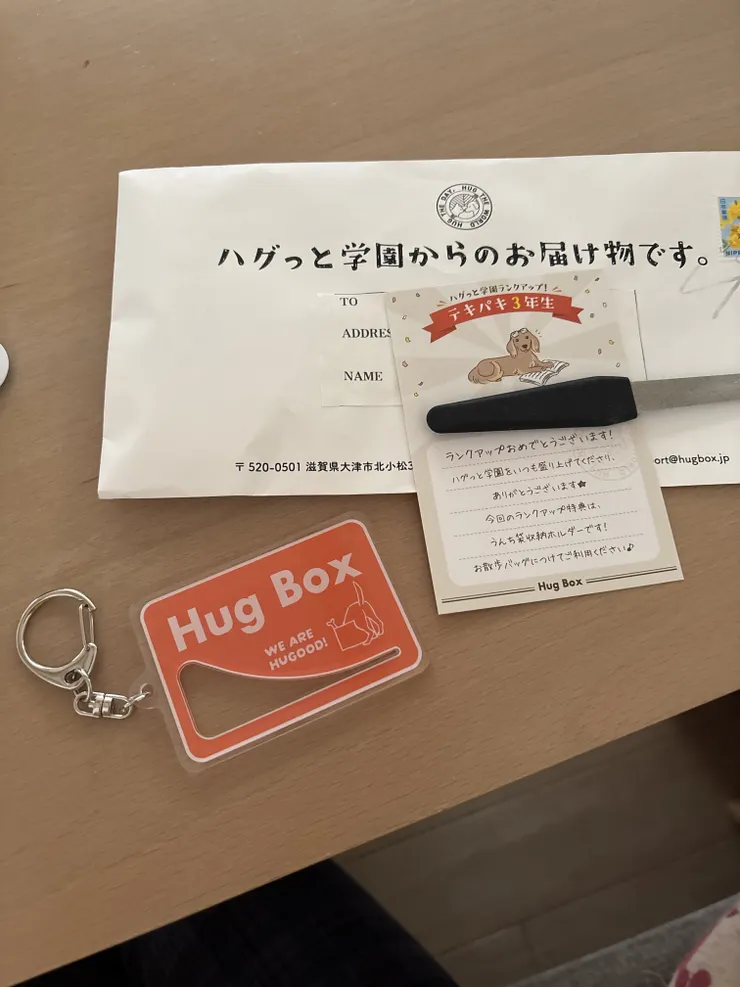 HUG THE DAY, HUG THE WORLD
ハグっと学園からのお届け物です。
TO
ADDRES
NAME
〒 520-0501 滋賀県大津市北小松3
ort@hugbox.jp
ハグっと学園ランクアップ!
テキパキ3年生
ランクアップおめでとうございます!
ハグっと学園をいつも盛り上げてくださり、
ありがとうございます
今回のランクアップ特典は、
うんち袋収納ホルダーです!
お散歩バッグにつけてご利用ください♪
Hug Box
Hug Box
WE ARE
HUGOOD!